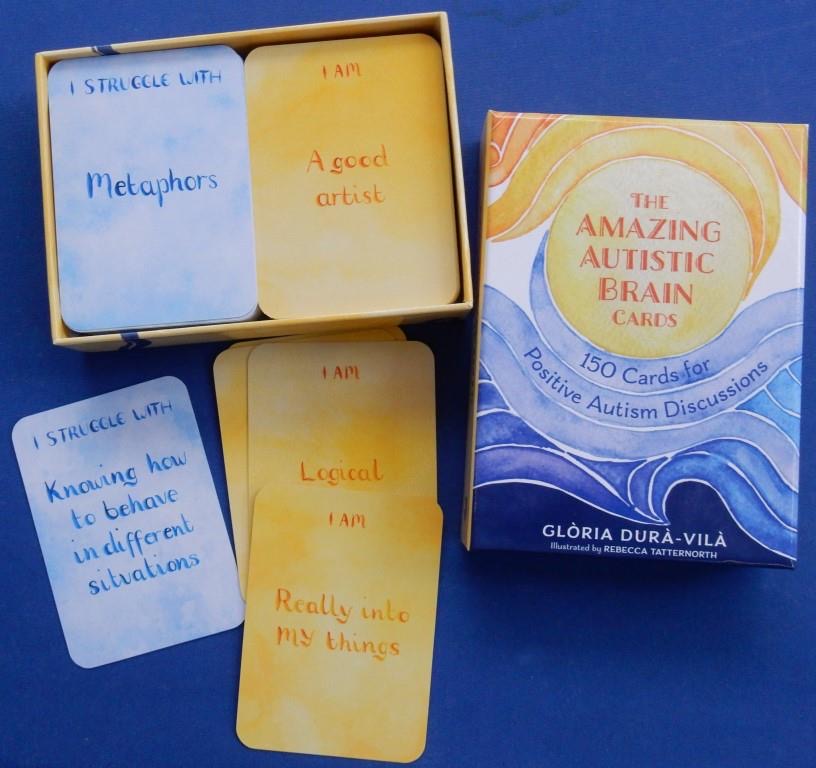 I STRUGGLE WITH
Metaphors
I AM
A good
artist
THE
AMAZING
AUTISTIC
BRAIN
CARDS
150 Cards for
Positive Autism Discussions
GLÒRIA DURÀ-VILÀ
Illustrated by REBECCA TATTERNORTH
I STRUGGLE WITH
Knowing how
to behave
in different
situations
I AM
Logical
I AM
Really into
MY things